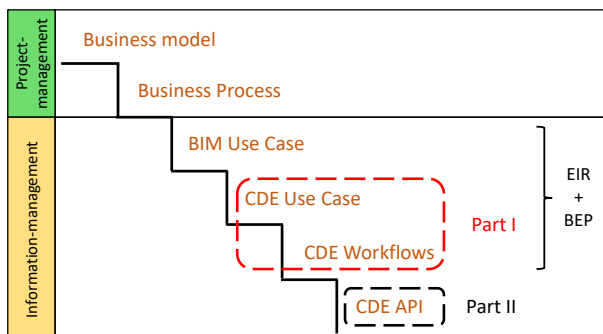 Project-
management
Business model
Business Process
Information-management
BIM Use Case
CDE Use Case
CDE Workflows
Part I
EIR
+
BEP
CDE API
Part II